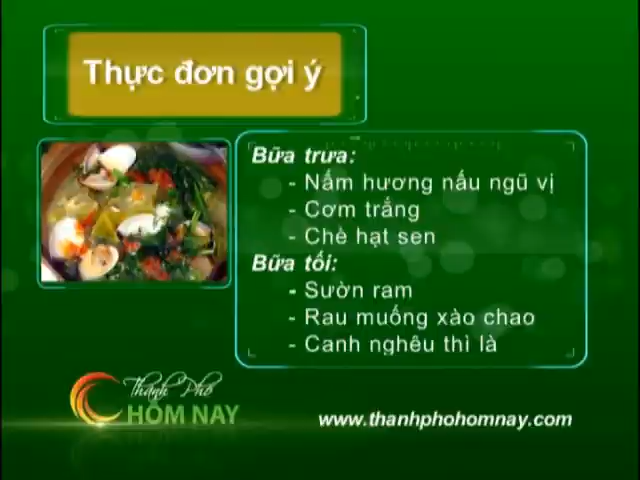 Thực đơn gợi ý
Bữa trưa:
- Nấm hương nấu ngũ vị
- Cơm trắng
- Chè hạt sen
Bữa tối:
- Sườn ram
- Rau muống xào chao
- Canh nghêu thì là
Thành Phố
HÔM NAY
www.thanhphohomnay.com